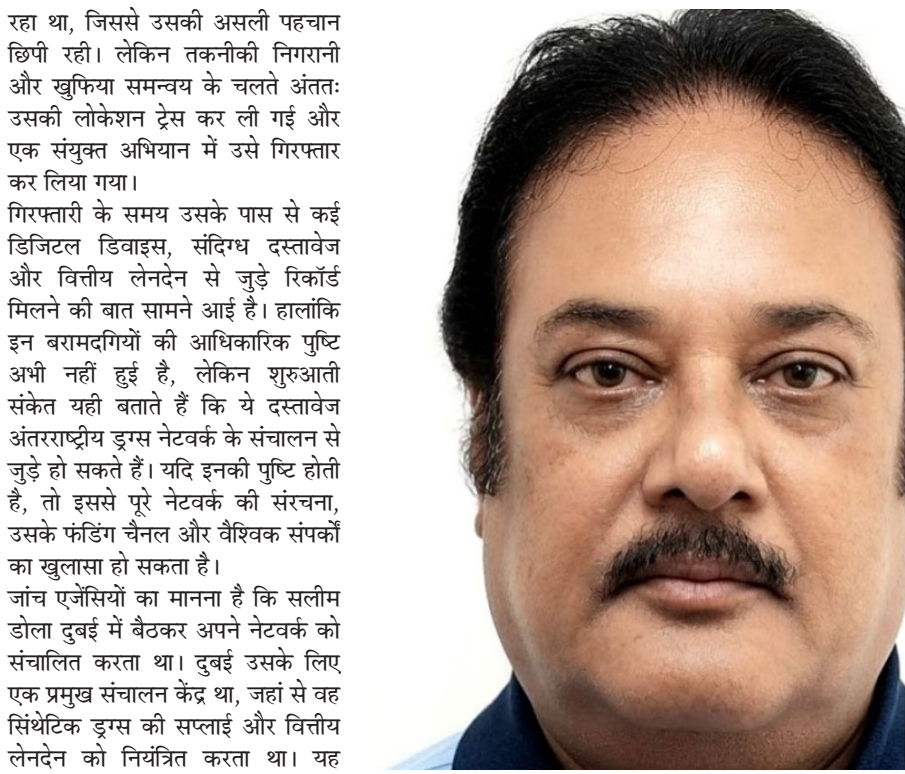 रहा था, जिससे उसकी असली पहचान
छिपी रही। लेकिन तकनीकी निगरानी
और खुफिया समन्वय के चलते अंततः
उसकी लोकेशन ट्रेस कर ली गई और
एक संयुक्त अभियान में उसे गिरफ्तार
कर लिया गया।
गिरफ्तारी के समय उसके पास से कई
डिजिटल डिवाइस, संदिग्ध दस्तावेज
और वित्तीय लेनदेन से जुड़े रिकॉर्ड
मिलने की बात सामने आई है। हालांकि
इन बरामदगियों की आधिकारिक पुष्टि
अभी नहीं हुई है, लेकिन शुरुआती
संकेत यही बताते हैं कि ये दस्तावेज
अंतरराष्ट्रीय ड्रग्स नेटवर्क के संचालन से
जुड़े हो सकते हैं। यदि इनकी पुष्टि होती
है, तो इससे पूरे नेटवर्क की संरचना,
उसके फंडिंग चैनल और वैश्विक संपर्कों
का खुलासा हो सकता है।
जांच एजेंसियों का मानना है कि सलीम
डोला दुबई में बैठकर अपने नेटवर्क को
संचालित करता था। दुबई उसके लिए
एक प्रमुख संचालन केंद्र था, जहां से वह
सिंथेटिक ड्रग्स की सप्लाई और वित्तीय
लेनदेन को नियंत्रित करता था। यह